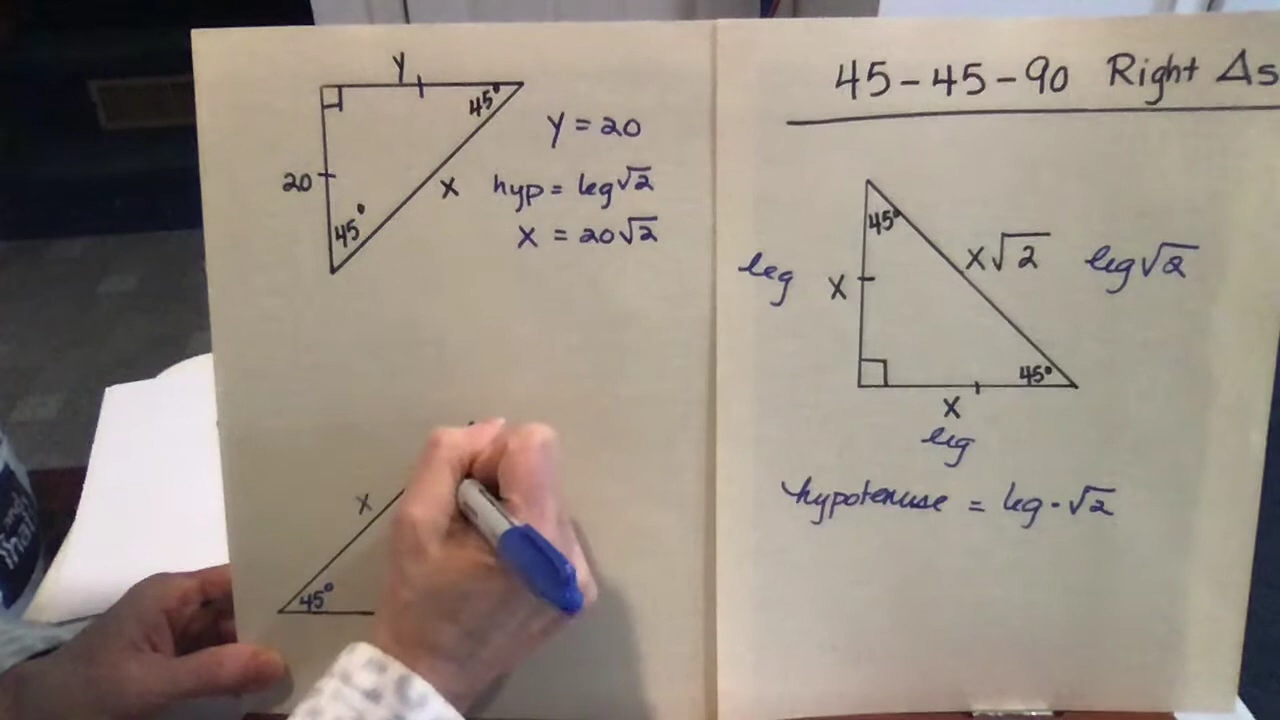 y
45°
20
45°
x
y = 20
hyp = leg√2
x = 20√2
x
45°
45-45-90 Right Δs
45°
leg
x
x√2 leg√2
45°
x
leg
hypotenuse = leg·√2